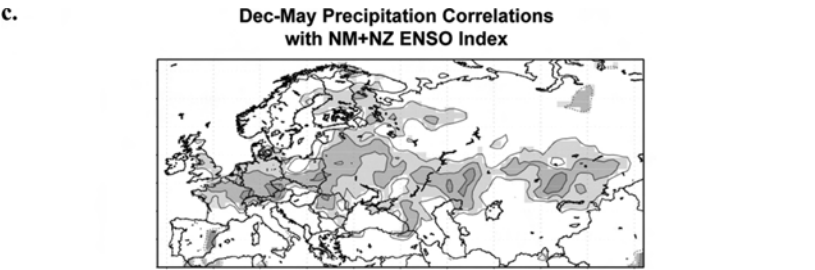 c.
Dec-May Precipitation Correlations
with NM+NZ ENSO Index